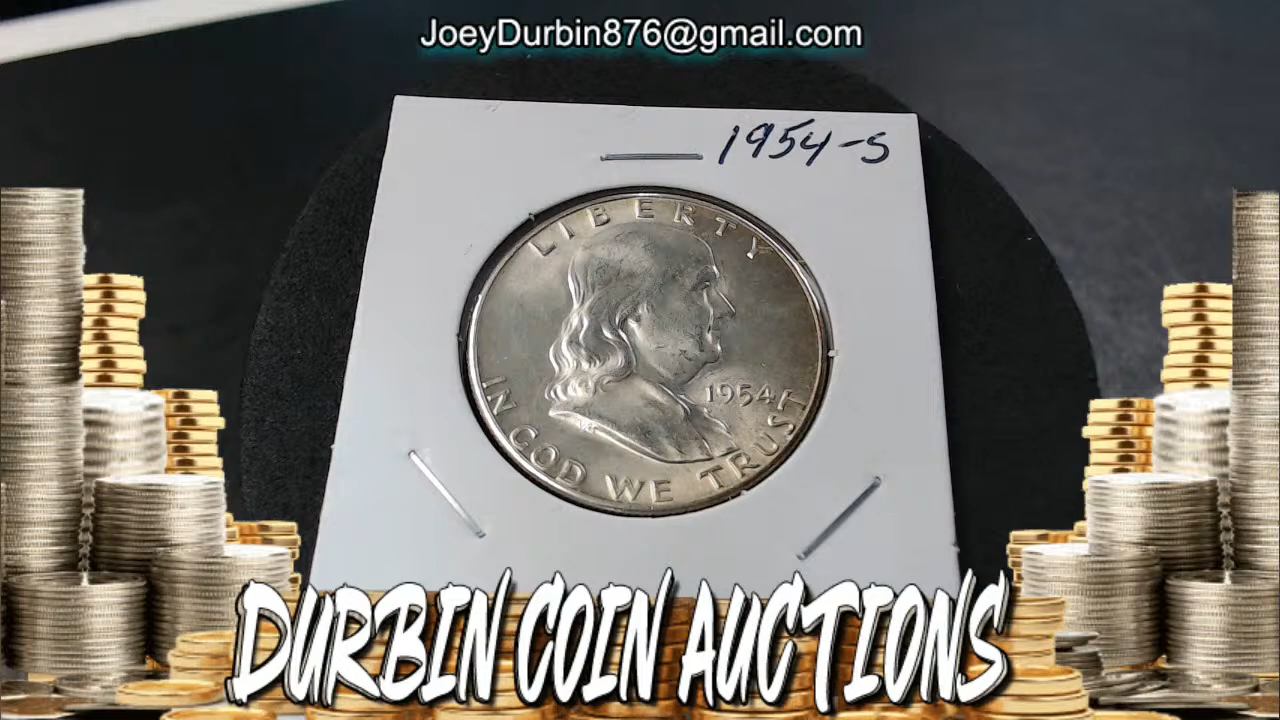 JoeyDurbin876@gmail.com
1954-S
LIBERTY
1954
IN GOD WE TRUST
DURBIN COIN AUCTIONS